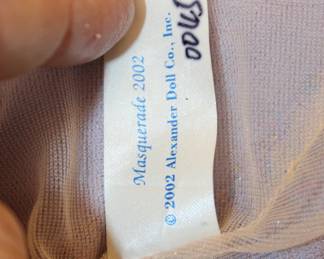 Masquerade 2002
© 2002 Alexander Doll Co., Inc.